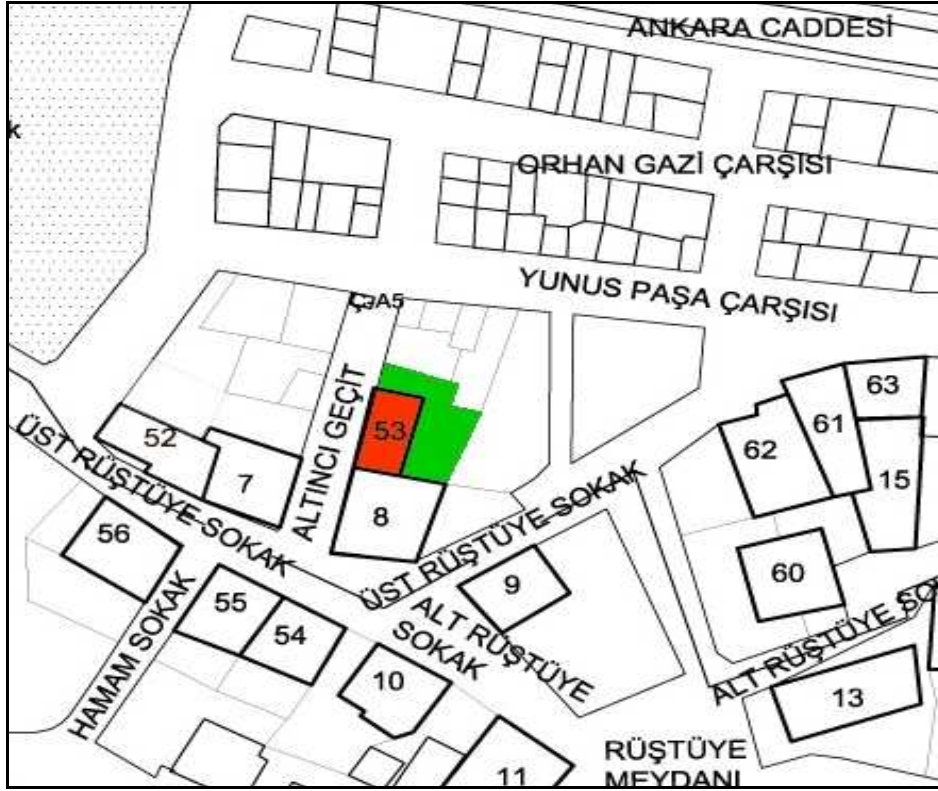 ANKARA CADDESİ
k
ORHAN GAZİ ÇARŞISI
YUNUS PAŞA ÇARŞISI
ALTINCI GEÇİT
63
61
62
15
53
52
7
8
ÜST RÜŞTÜYE SOKAK
ÜST RÜŞTÜYE SOKAK
56
60
9
55
54
ALT RÜŞTÜYE
SOKAK
ALT RÜŞTÜYE SO
HAMAM SOKAK
10
13
RÜŞTÜYE
MEYDANI
11